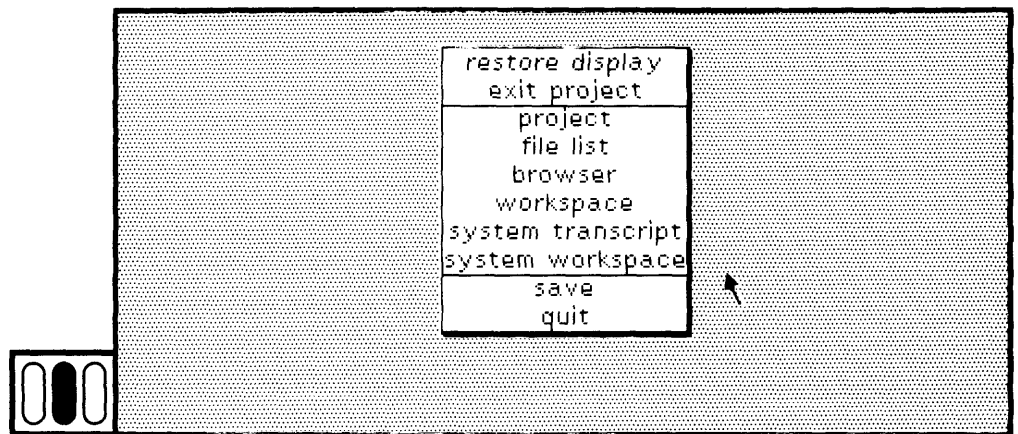 restore display
exit project
project
file list
browser
workspace
system transcript
system workspace
save
quit